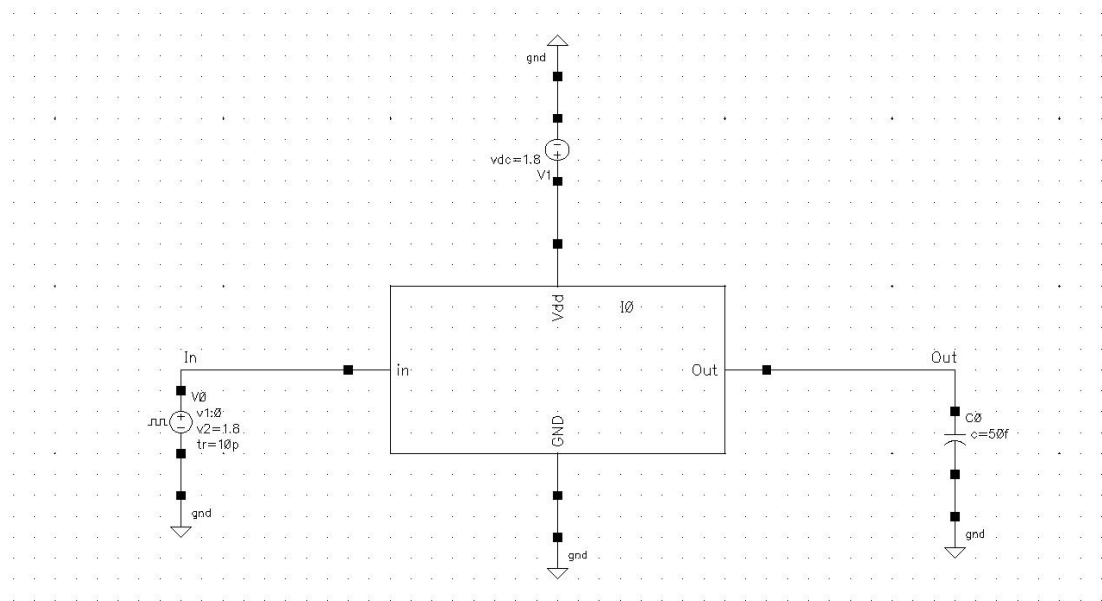 gnd
vdc=1.8
V1
Vdd
I0
In
in
Out
Out
V0
v1:0
v2=1.8
tr=10p
GND
C0
c=50f
gnd
gnd
gnd